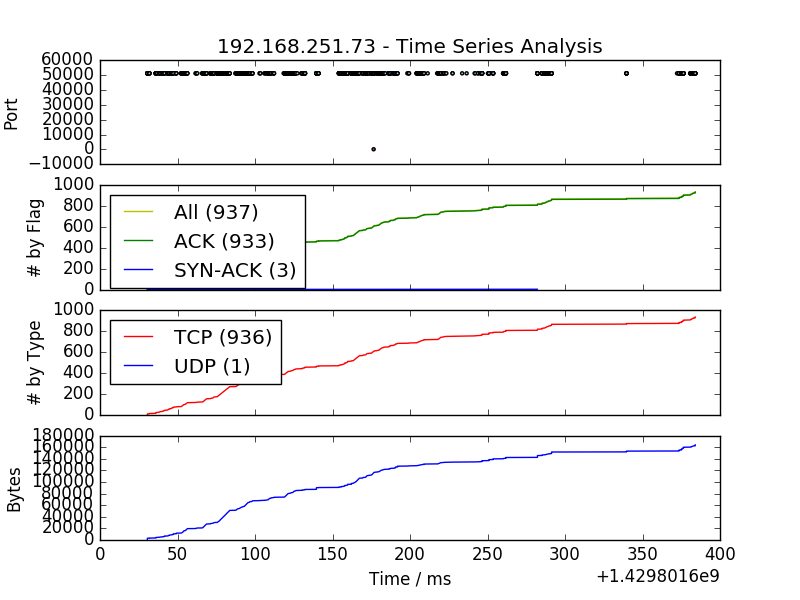 192.168.251.73 - Time Series Analysis
60000
50000
40000
30000
20000
10000
0
−10000
Port
1000
800
600
400
200
0
# by Flag
All (937)
ACK (933)
SYN-ACK (3)
1000
800
600
400
200
0
# by Type
TCP (936)
UDP (1)
180000
160000
140000
120000
100000
80000
60000
40000
20000
0
Bytes
0 50 100 150 200 250 300 350 400
Time / ms
+1.4298016e9